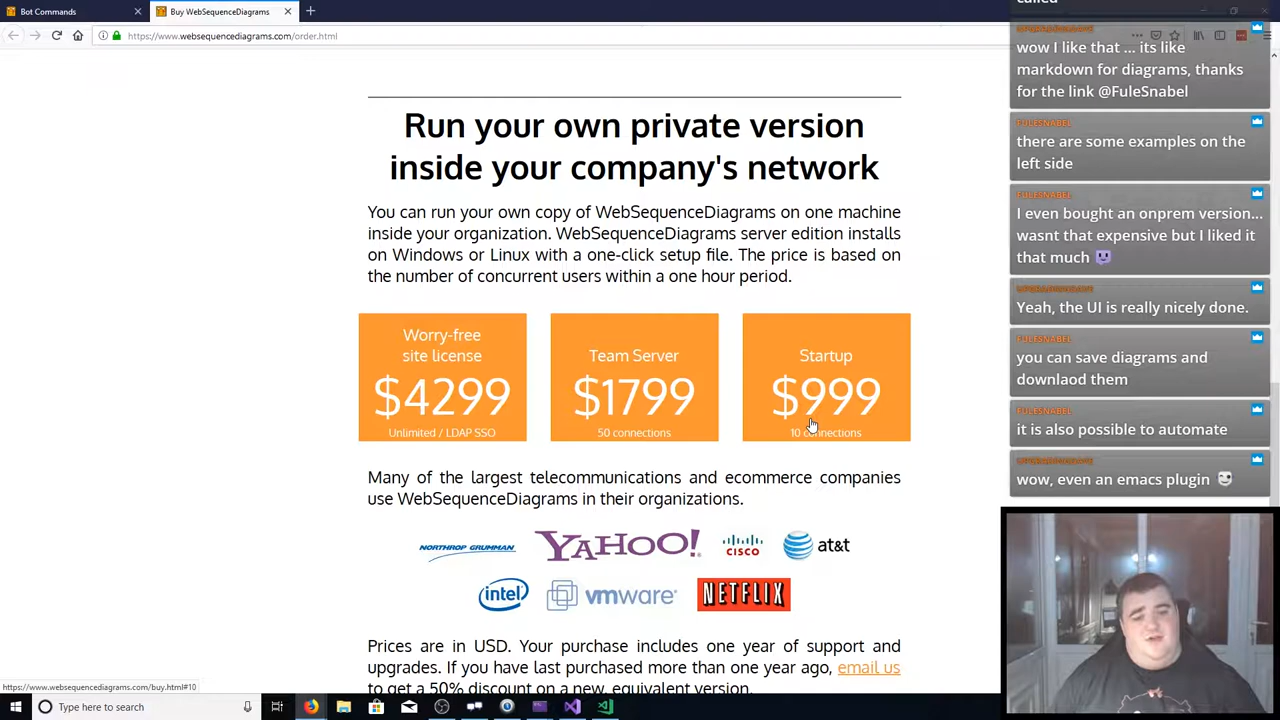 Bot Commands
Buy WebSequenceDiagrams
https://www.websequencediagrams.com/order.html
Run your own private version
inside your company's network
You can run your own copy of WebSequenceDiagrams on one machine
inside your organization. WebSequenceDiagrams server edition installs
on Windows or Linux with a one-click setup file. The price is based on
the number of concurrent users within a one hour period.
Worry-free
site license
$4299
Unlimited / LDAP SSO
Team Server
$1799
50 connections
Startup
$999
10 connections
Many of the largest telecommunications and ecommerce companies
use WebSequenceDiagrams in their organizations.
NORTHROP GRUMMAN
YAHOO!
CISCO
at&t
intel
vmware
NETFLIX
Prices are in USD. Your purchase includes one year of support and
upgrades. If you have last purchased more than one year ago, email us
to get a 50% discount on a new, equivalent version.
https://www.websequencediagrams.com/buy.html#10
Type here to search
called
wow I like that ... its like
markdown for diagrams, thanks
for the link @FuleSnabel
FULESNABEL
there are some examples on the
left side
FULESNABEL
I even bought an onprem version...
wasnt that expensive but I liked it
that much
Yeah, the UI is really nicely done.
FULESNABEL
you can save diagrams and
downlaod them
FULESNABEL
it is also possible to automate
wow, even an emacs plugin